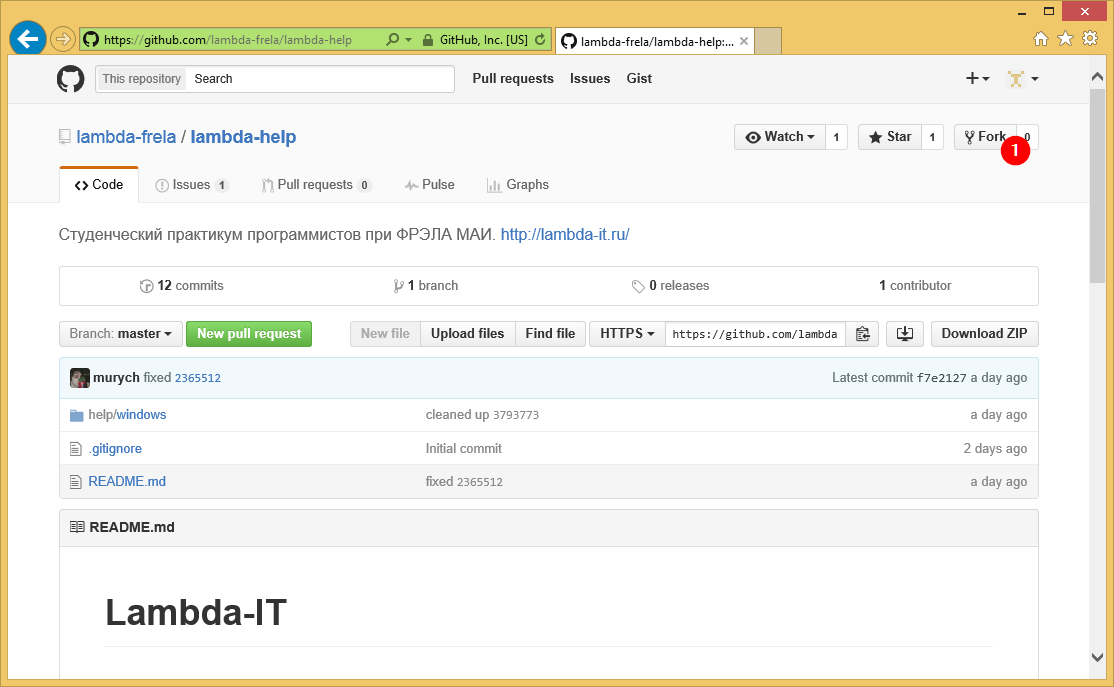 https://github.com/lambda-frela/lambda-help GitHub, Inc. [US] lambda-frela/lambda-help:...
This repository Search Pull requests Issues Gist
lambda-frela / lambda-help Watch 1 Star 1 Fork 0
1
Code Issues 1 Pull requests 0 Pulse Graphs
Студенческий практикум программистов при ФРЭЛА МАИ. http://lambda-it.ru/
12 commits 1 branch 0 releases 1 contributor
Branch: master New pull request New file Upload files Find file HTTPS https://github.com/lambda Download ZIP
murych fixed 2365512 Latest commit f7e2127 a day ago
help/windows cleaned up 3793773 a day ago
.gitignore Initial commit 2 days ago
README.md fixed 2365512 a day ago
README.md
Lambda-IT